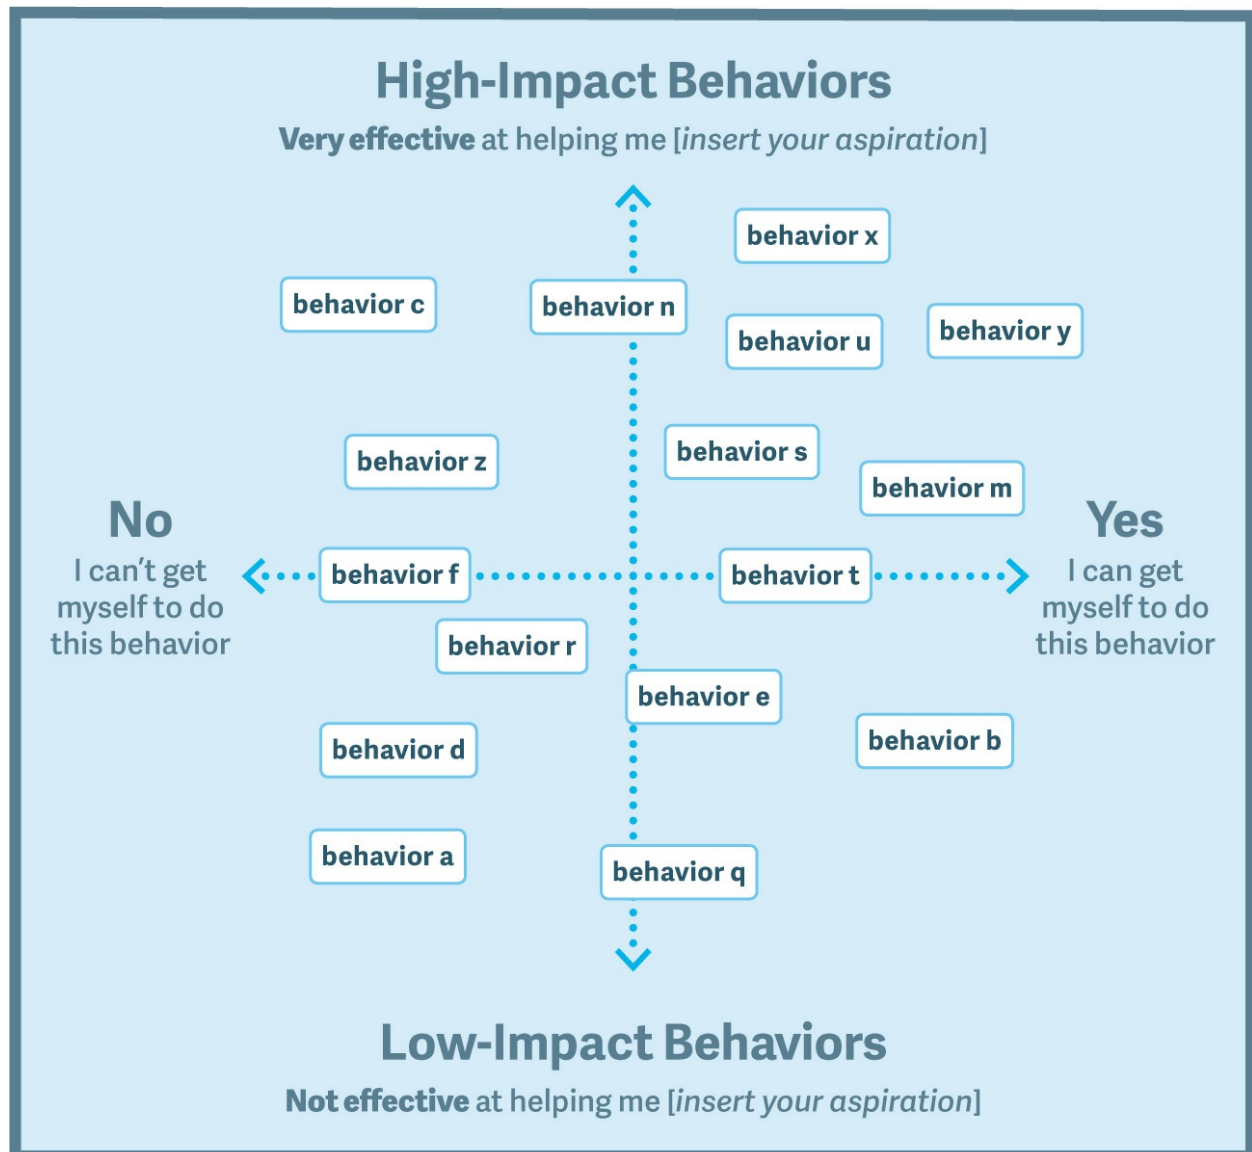 High-Impact Behaviors
Very effective at helping me [insert your aspiration]
behavior x
behavior c
behavior n
behavior u
behavior y
behavior z
behavior s
behavior m
No
I can't get
myself to do
this behavior
behavior f
behavior t
Yes
I can get
myself to do
this behavior
behavior r
behavior e
behavior d
behavior b
behavior a
behavior q
Low-Impact Behaviors
Not effective at helping me [insert your aspiration]